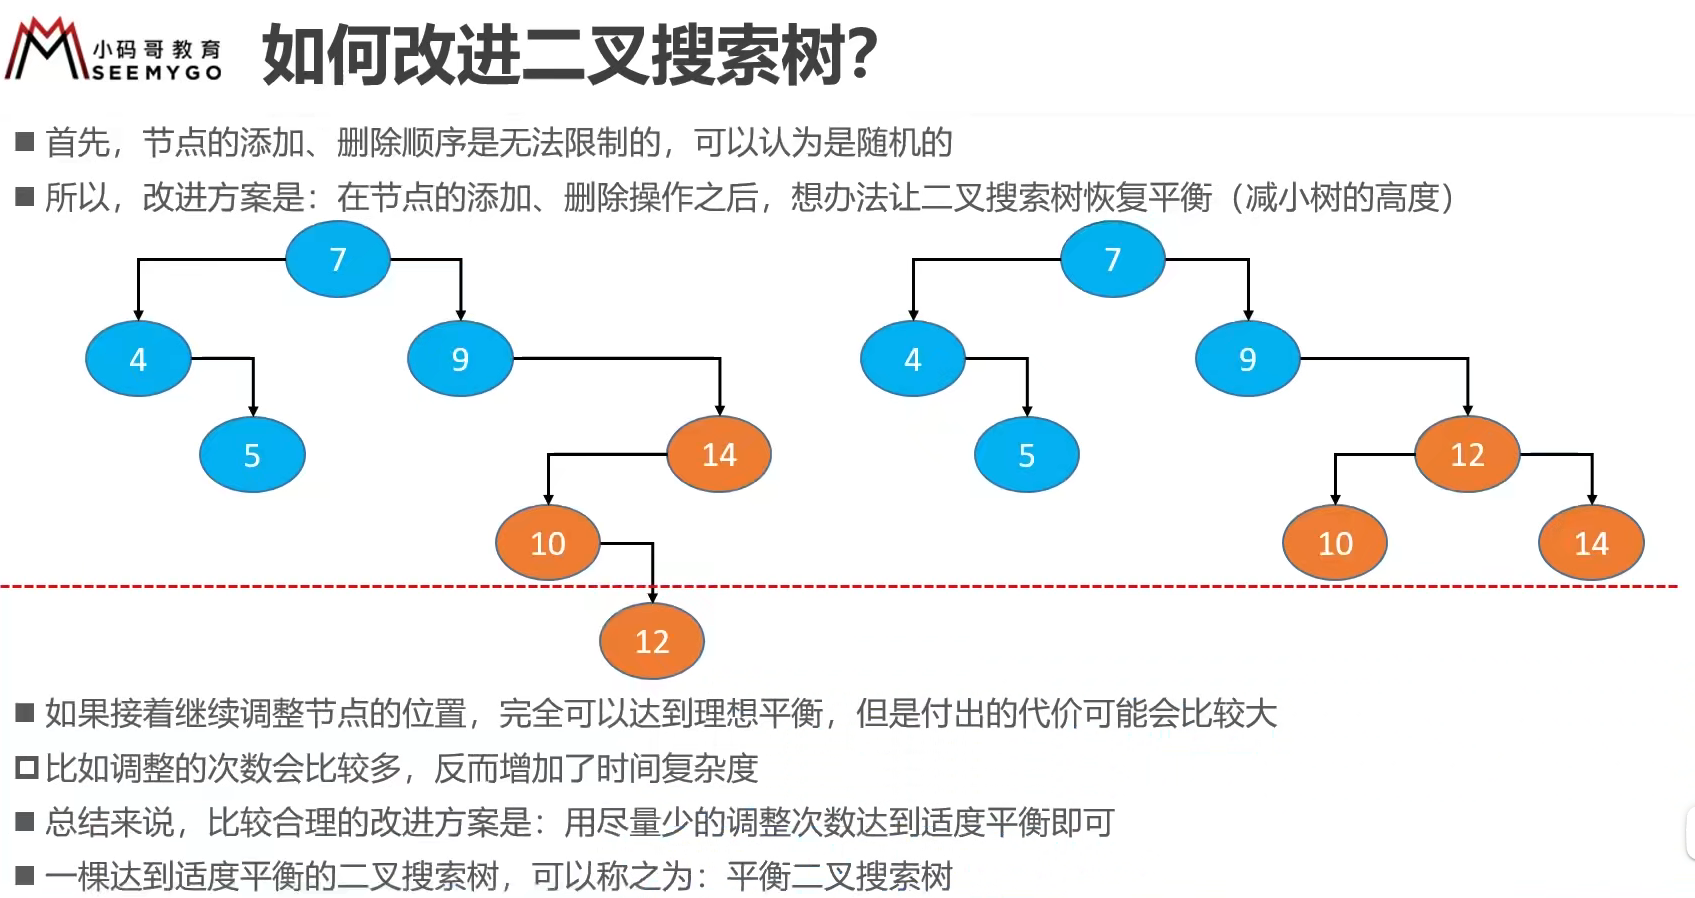 小码哥教育
SEEMYGO
如何改进二叉搜索树？
■ 首先，节点的添加、删除顺序是无法限制的，可以认为是随机的
■ 所以，改进方案是：在节点的添加、删除操作之后，想办法让二叉搜索树恢复平衡（减小树的高度）
7 7
4 9 4 9
5 14 5 12
10 10 14
12
■ 如果接着继续调整节点的位置，完全可以达到理想平衡，但是付出的代价可能会比较大
□ 比如调整的次数会比较多，反而增加了时间复杂度
■ 总结来说，比较合理的改进方案是：用尽量少的调整次数达到适度平衡即可
■ 一棵达到适度平衡的二叉搜索树，可以称之为：平衡二叉搜索树